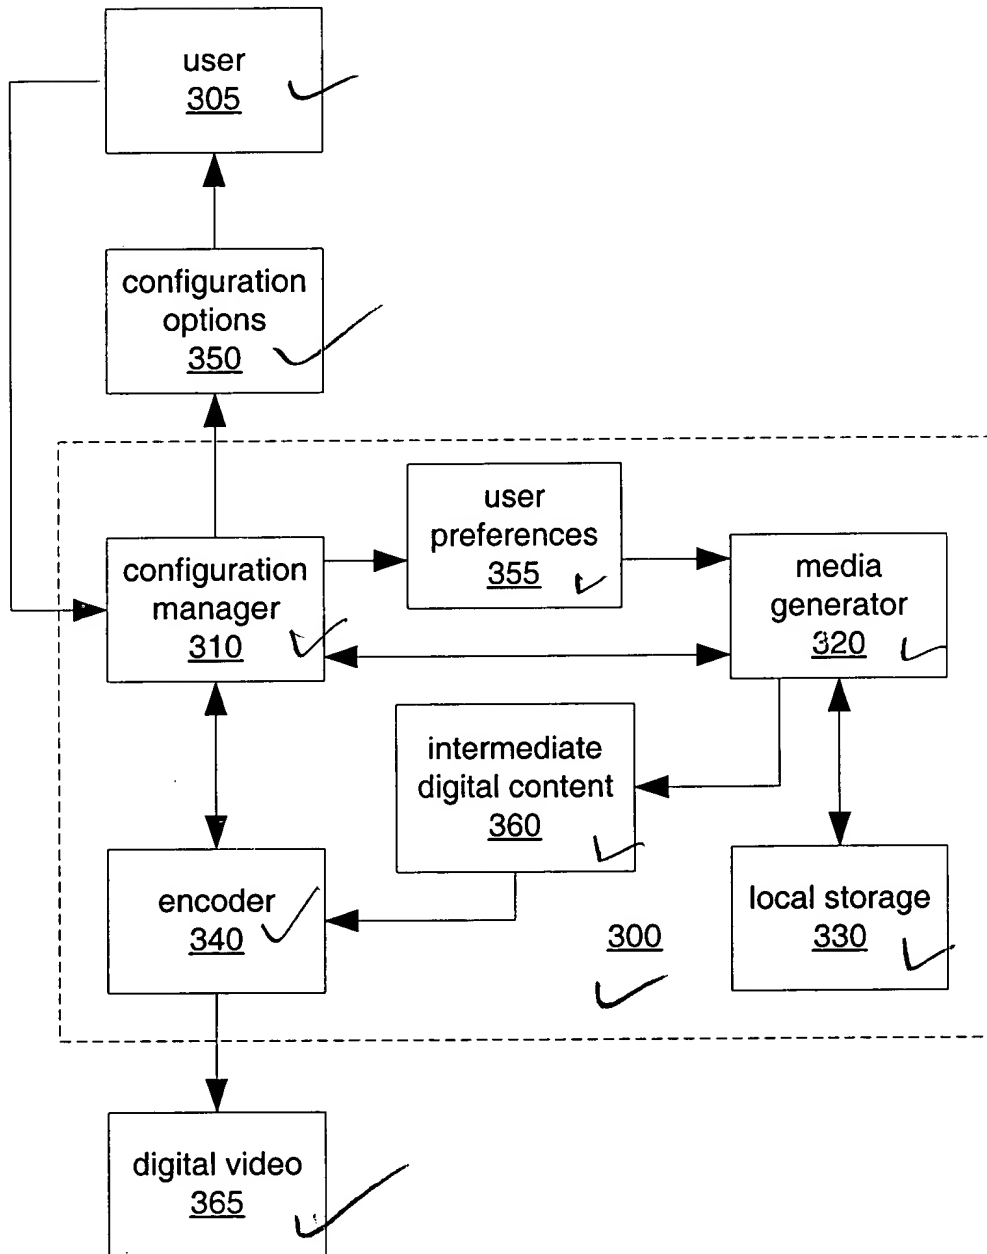 user
305
configuration
options
350
user
preferences
355
configuration
manager
310
media
generator
320
intermediate
digital content
360
encoder
340
local storage
330
300
digital video
365